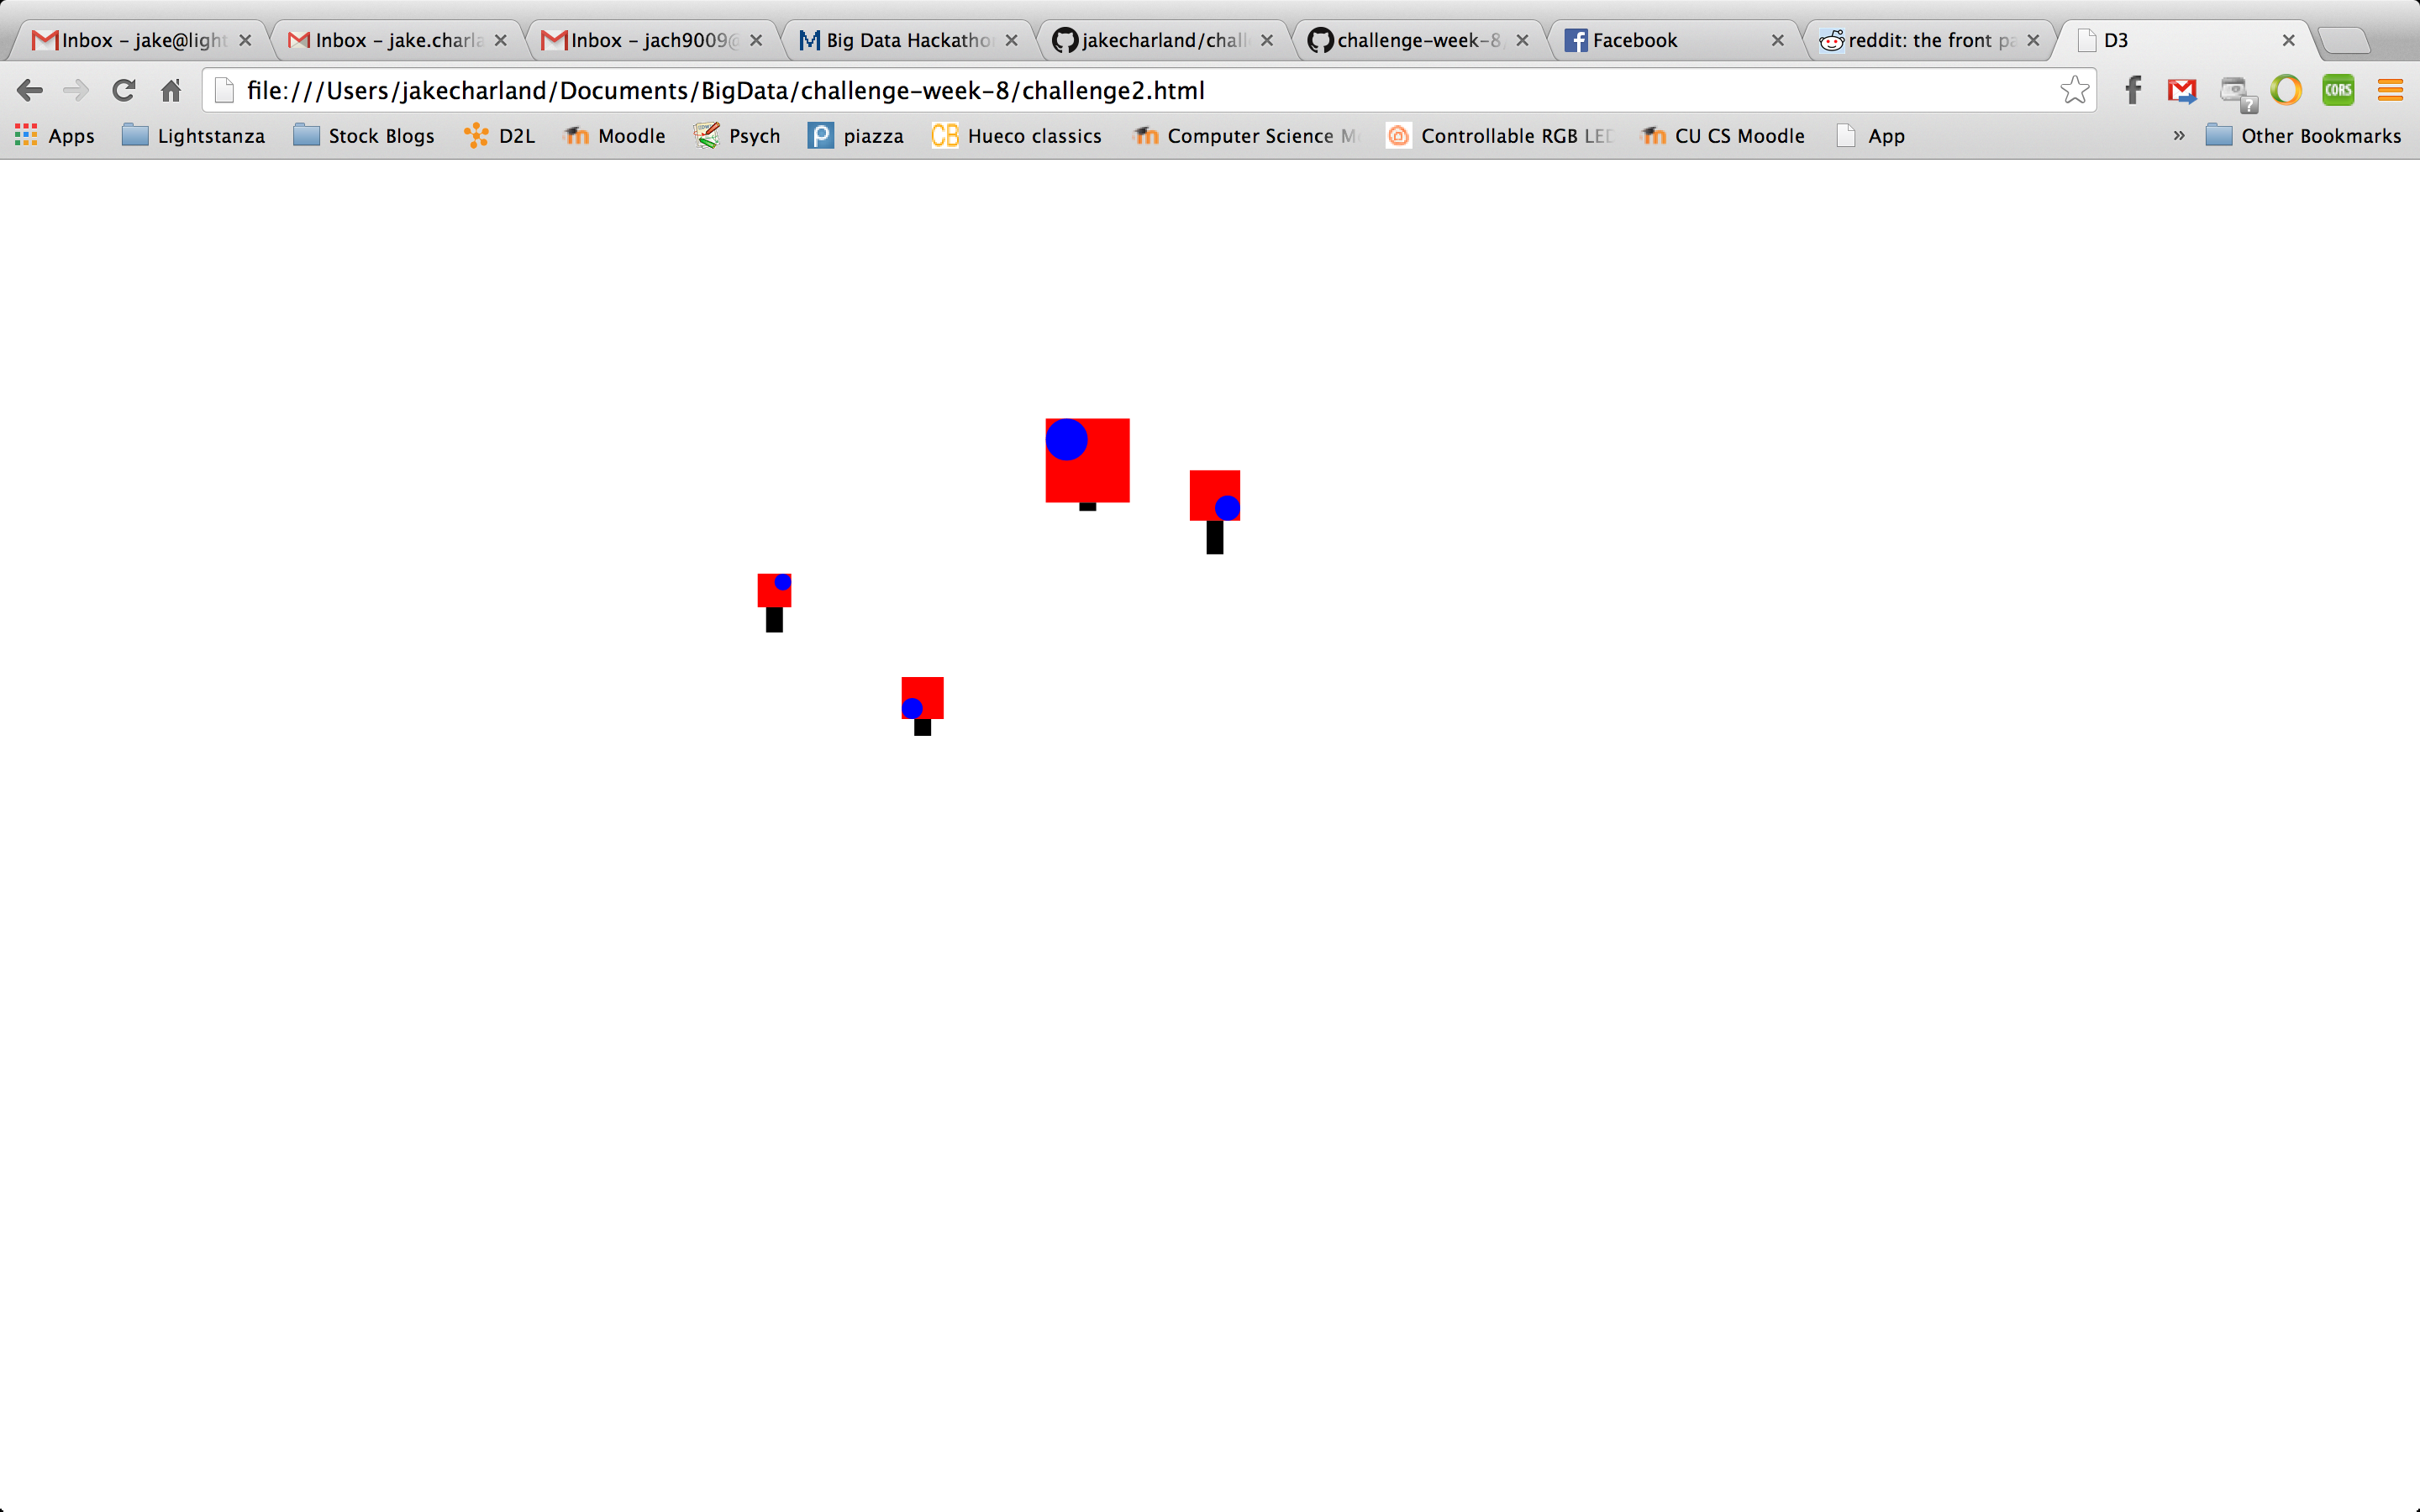 Inbox – jake@light Inbox – jake.charla Inbox – jach9009@ Big Data Hackatho jakecharland/chall challenge-week-8 Facebook reddit: the front pa D3
file:///Users/jakecharland/Documents/BigData/challenge-week-8/challenge2.html CORS
Apps Lightstanza Stock Blogs D2L Moodle Psych piazza CB Hueco classics Computer Science M Controllable RGB LED CU CS Moodle App » Other Bookmarks